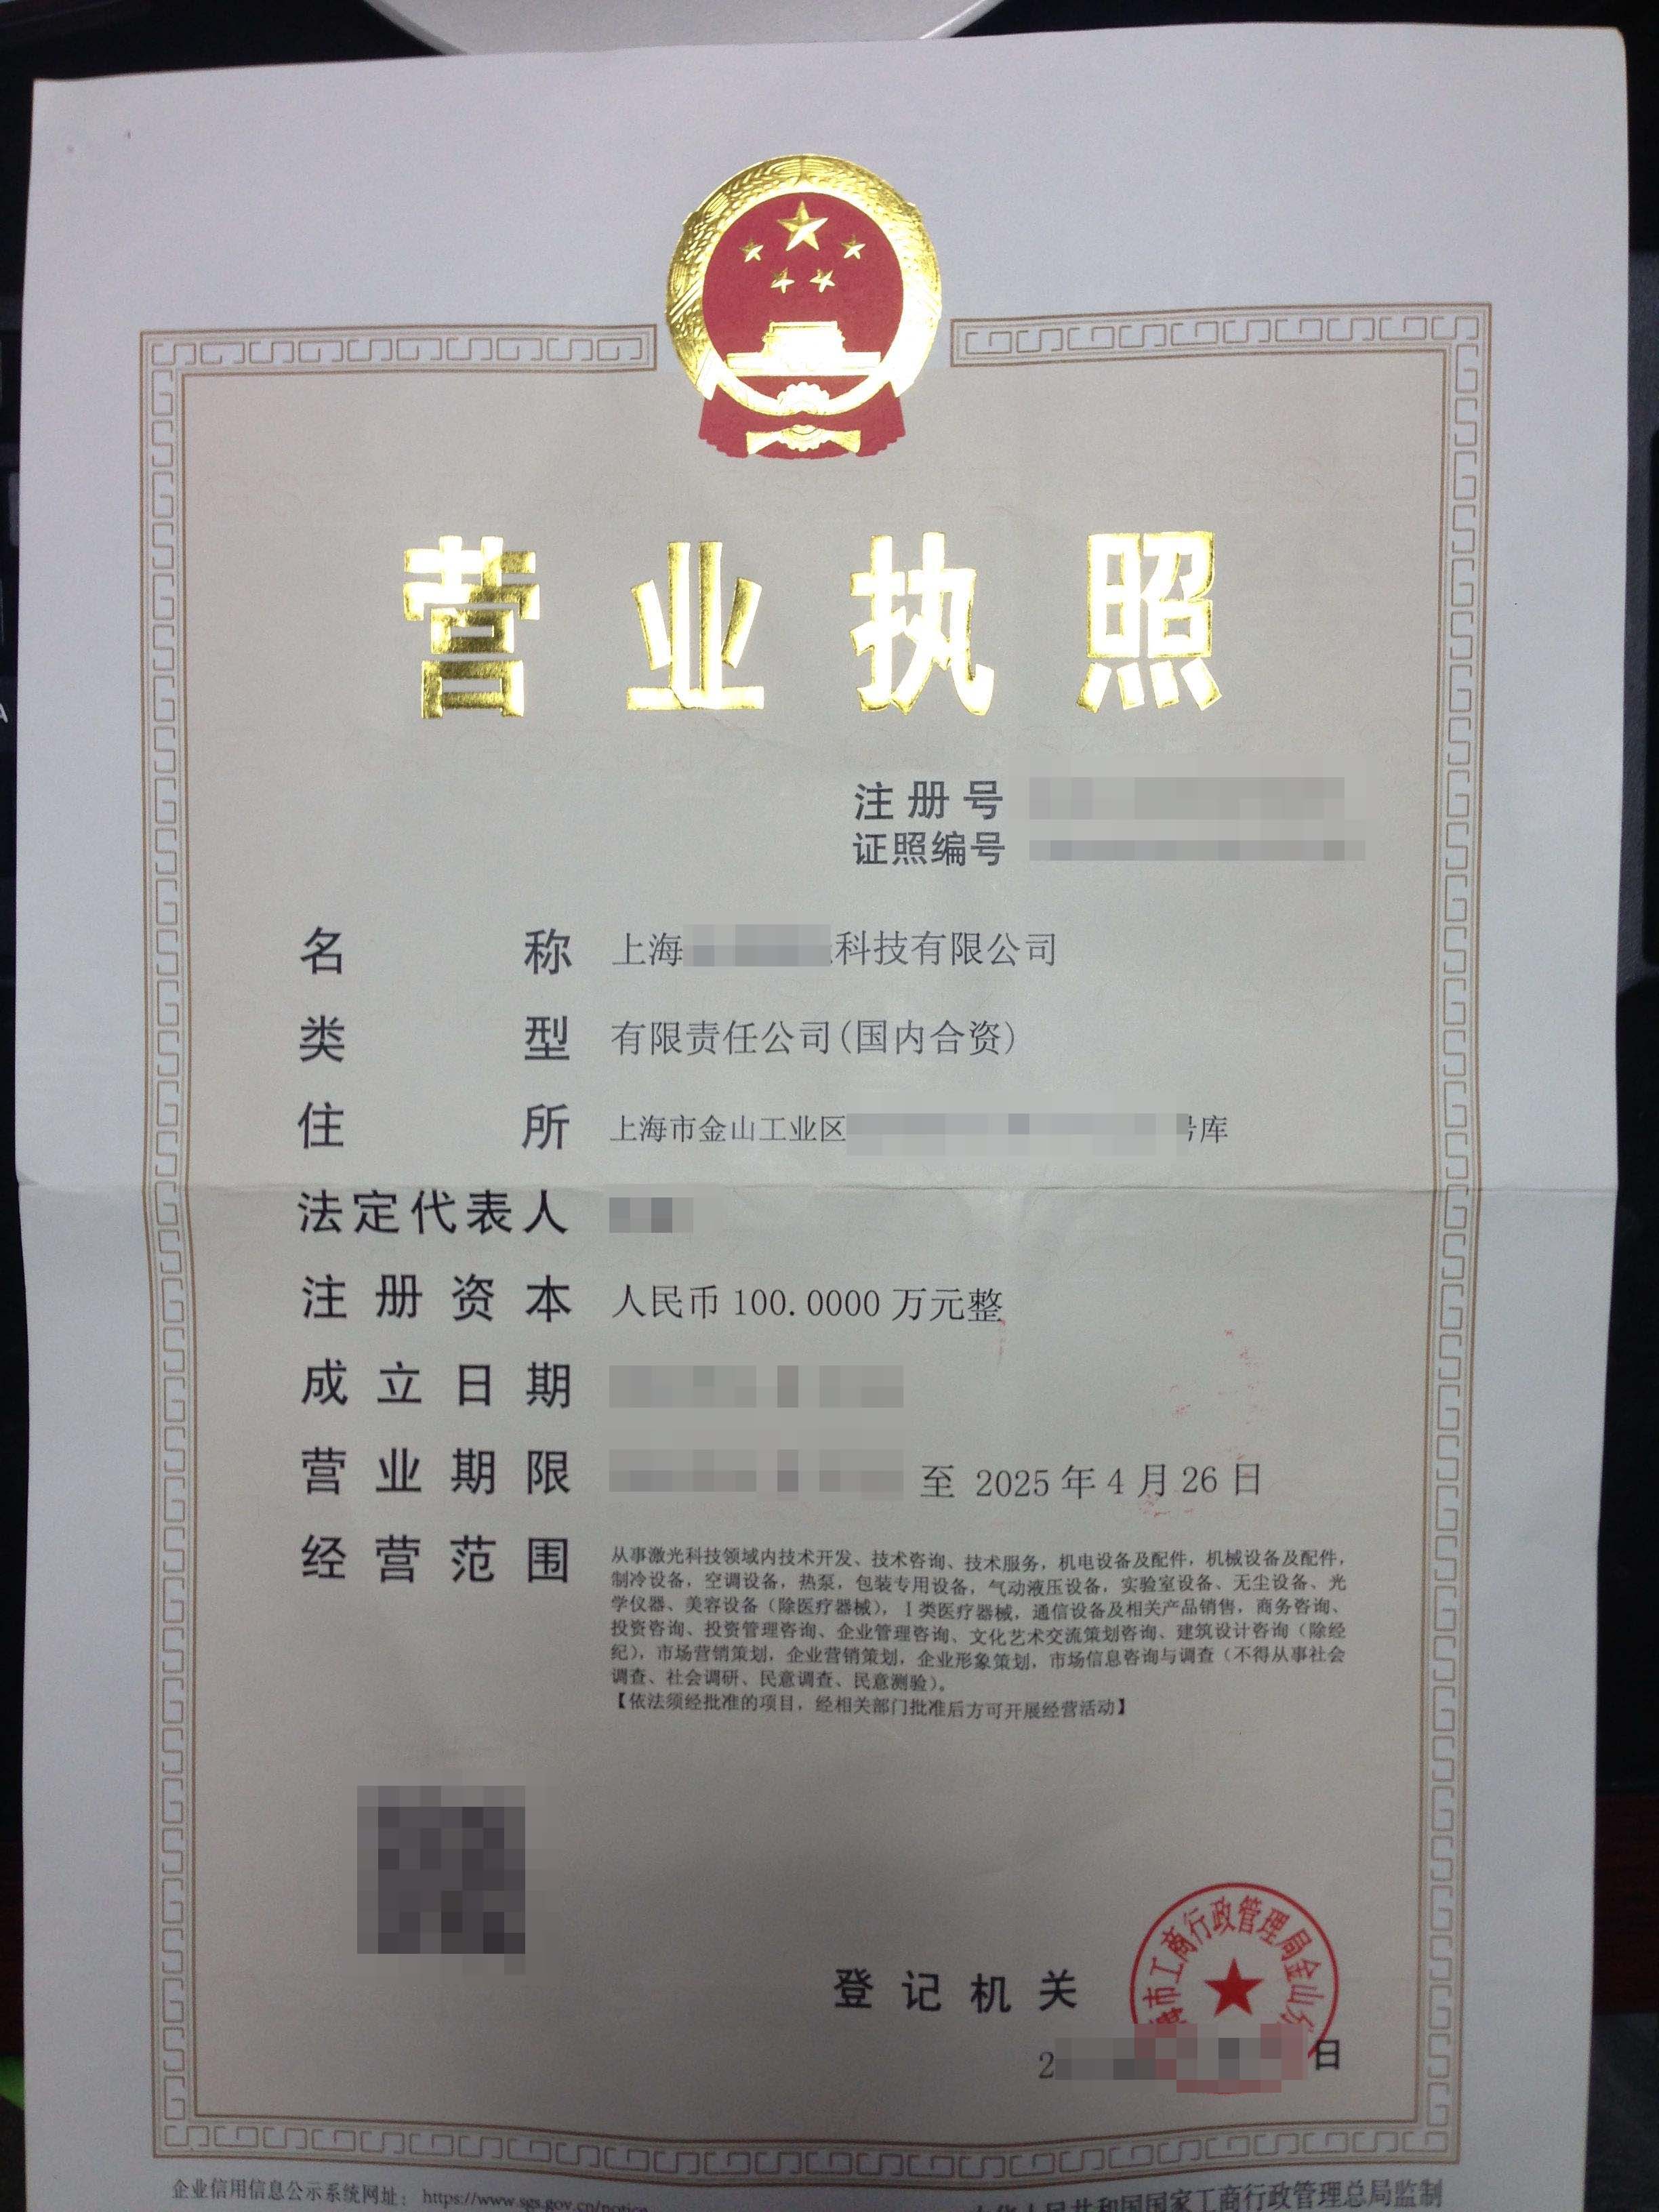 营业执照
注册号
证照编号
名称 上海 科技有限公司
类型 有限责任公司(国内合资)
住所 上海市金山工业区 号库
法定代表人
注册资本 人民币100.0000万元整
成立日期
营业期限 至 2025年4月26日
经营范围 从事激光科技领域内技术开发、技术咨询、技术服务，机电设备及配件，机械设备及配件，
制冷设备，空调设备，热泵，包装专用设备，气动液压设备，实验室设备、无尘设备、光
学仪器、美容设备（除医疗器械），Ⅰ类医疗器械，通信设备及相关产品销售，商务咨询、
投资咨询、投资管理咨询、企业管理咨询、文化艺术交流策划咨询、建筑设计咨询（除经
纪），市场营销策划，企业营销策划，企业形象策划，市场信息咨询与调查（不得从事社会
调查、社会调研、民意调查、民意测验）。
【依法须经批准的项目，经相关部门批准后方可开展经营活动】
登记机关
海市工商行政管理局金山分
2 日
企业信用信息公示系统网址：https://www.sgs.gov.cn/notice
中华人民共和国国家工商行政管理总局监制